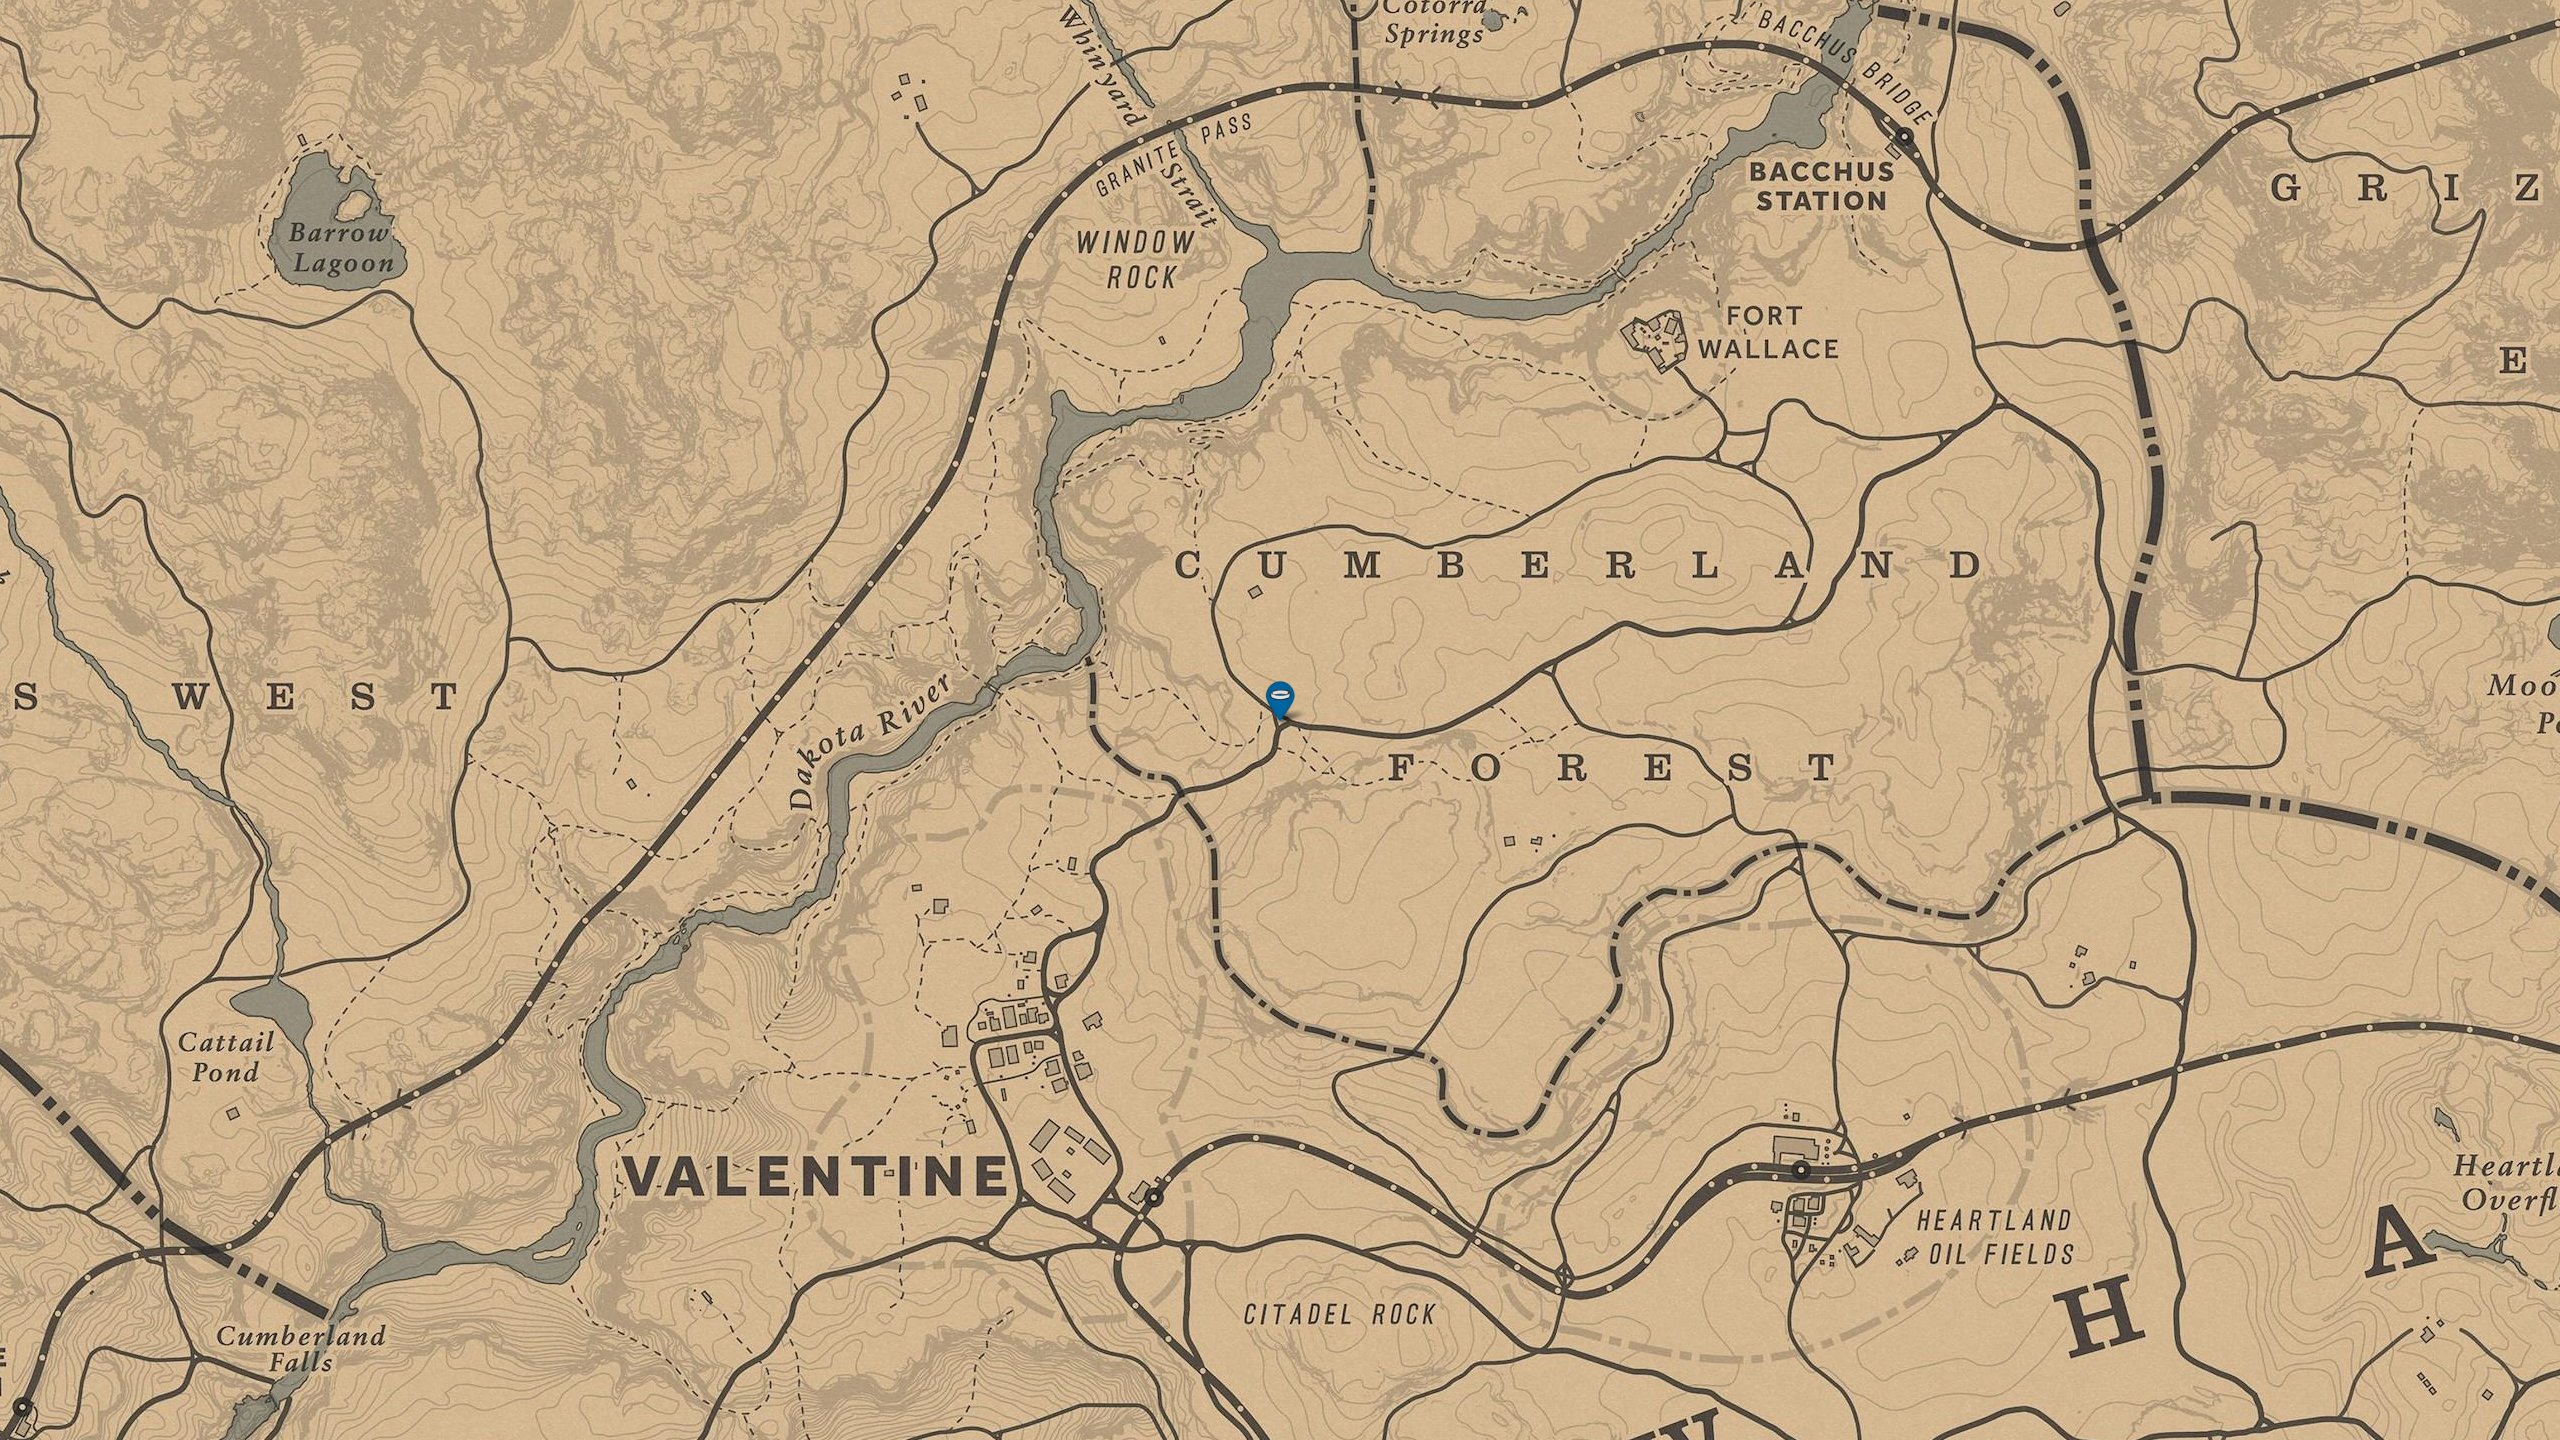 Cotorra
Springs
Whinyard
Strait
BACCHUS BRIDGE
GRANITE PASS
BACCHUS
STATION
G R I Z
Barrow
Lagoon
WINDOW
ROCK
FORT
WALLACE
E
C U M B E R L A N D
F O R E S T
S W E S T
Dakota River
Moo
Cattail
Pond
VALENTINE
HEARTLAND
OIL FIELDS
Heartla
Overfl
A
H
CITADEL ROCK
Cumberland
Falls